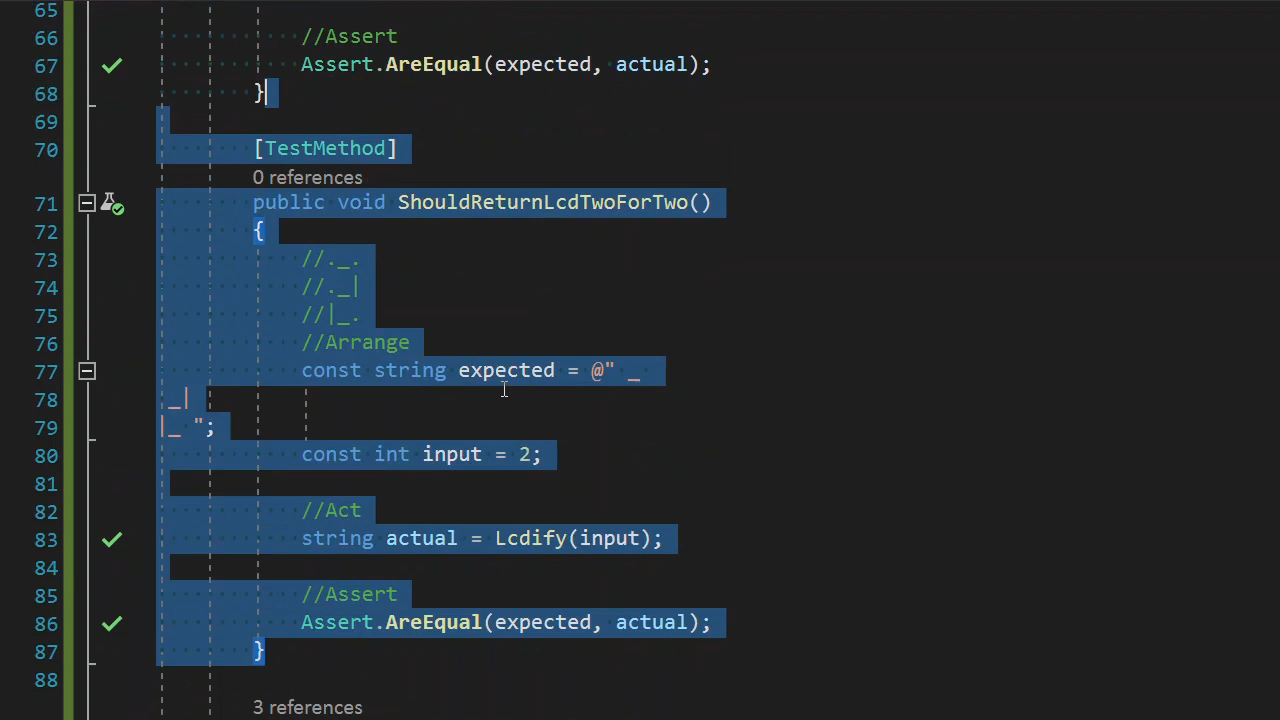 65
66 //Assert
67 Assert.AreEqual(expected, actual);
68 }
69
70 [TestMethod]
0 references
71 public void ShouldReturnLcdTwoForTwo()
72 {
73 //._.
74 //._|
75 //|_.
76 //Arrange
77 const string expected = @" _
78  _|
79 |_ ";
80 const int input = 2;
81
82 //Act
83 string actual = Lcdify(input);
84
85 //Assert
86 Assert.AreEqual(expected, actual);
87 }
88
3 references